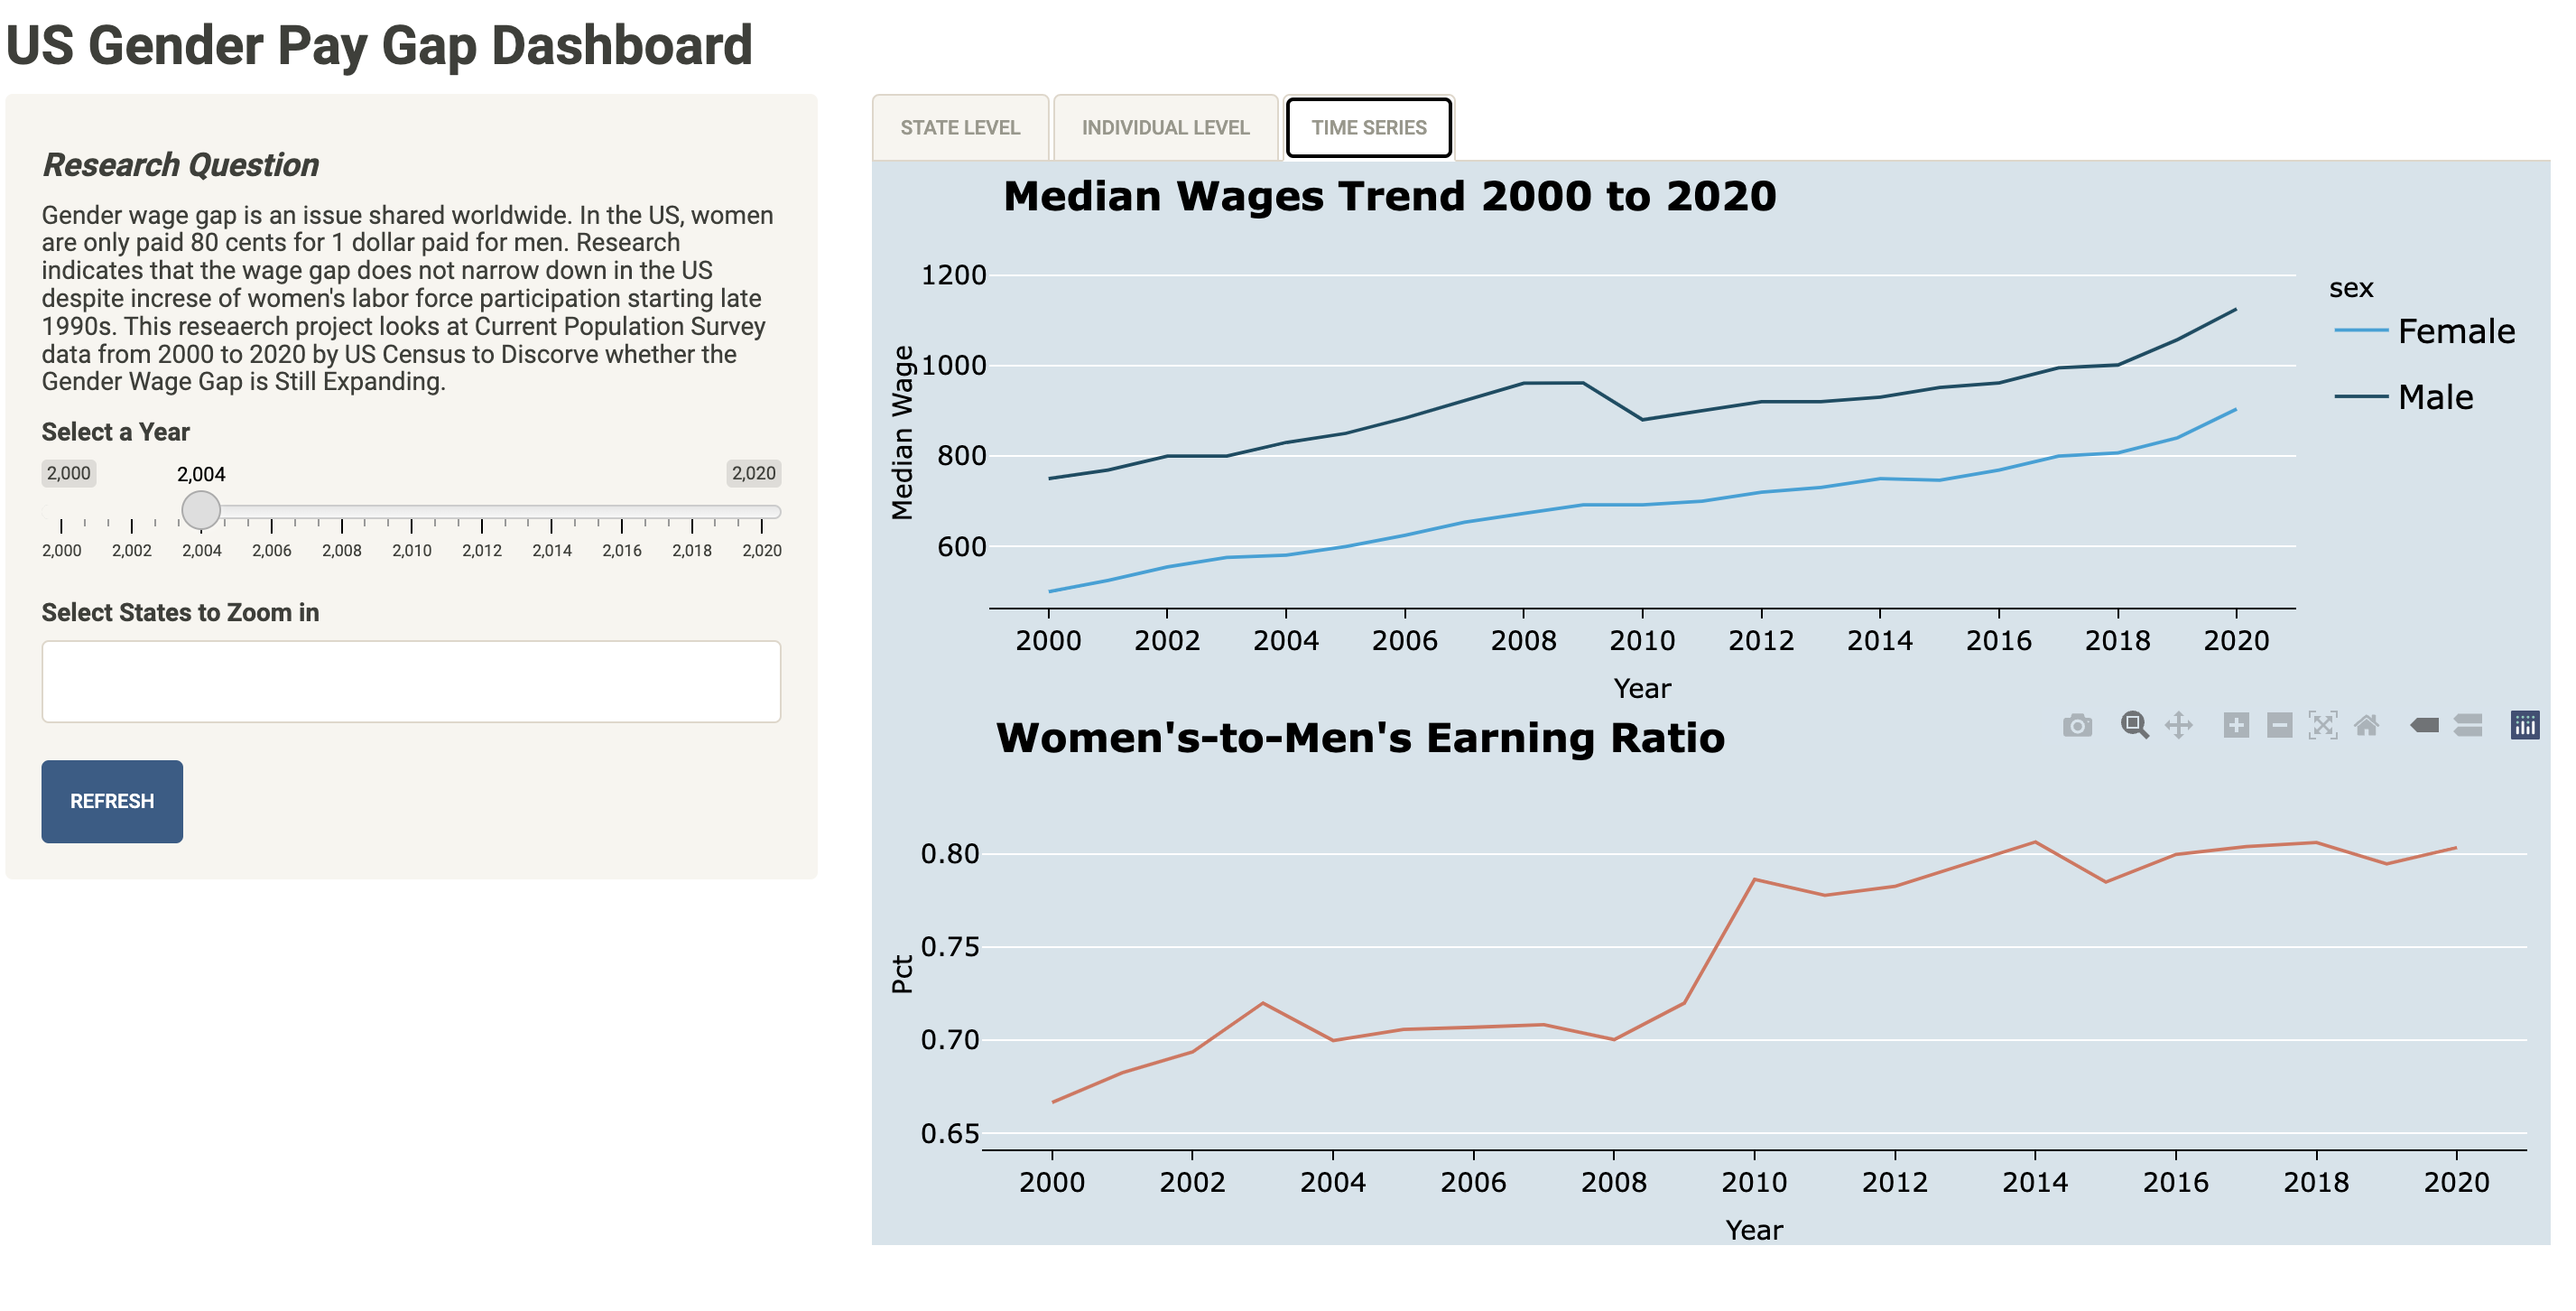 US Gender Pay Gap Dashboard
Research Question
Gender wage gap is an issue shared worldwide. In the US, women
are only paid 80 cents for 1 dollar paid for men. Research
indicates that the wage gap does not narrow down in the US
despite increse of women's labor force participation starting late
1990s. This reseaerch project looks at Current Population Survey
data from 2000 to 2020 by US Census to Discorve whether the
Gender Wage Gap is Still Expanding.
Select a Year
2,000 2,004 2,020
2,000 2,002 2,004 2,006 2,008 2,010 2,012 2,014 2,016 2,018 2,020
Select States to Zoom in
REFRESH
STATE LEVEL INDIVIDUAL LEVEL TIME SERIES
Median Wages Trend 2000 to 2020
Median Wage
1200
1000
800
600
2000 2002 2004 2006 2008 2010 2012 2014 2016 2018 2020
Year
sex
Female
Male
Women's-to-Men's Earning Ratio
Pct
0.80
0.75
0.70
0.65
2000 2002 2004 2006 2008 2010 2012 2014 2016 2018 2020
Year